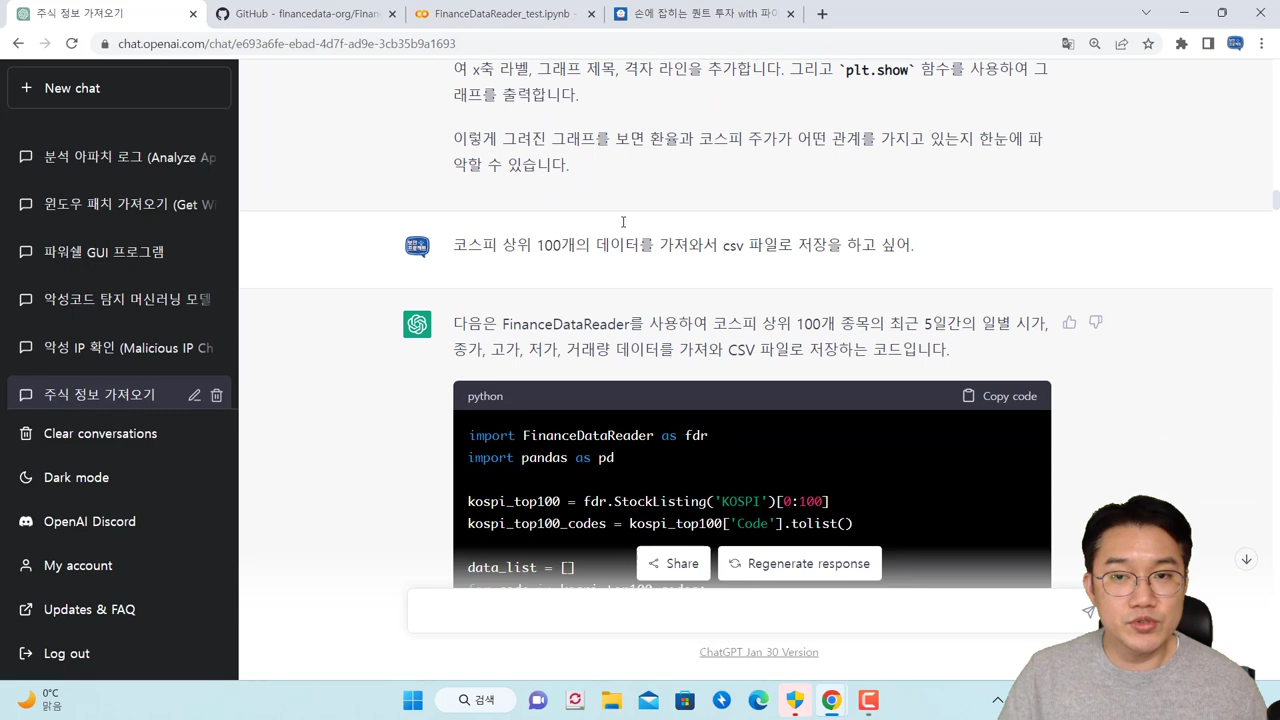 주식 정보 가져오기
GitHub - financedata-org/Finan
FinanceDataReader_test.ipynb
손에 잡히는 퀀트 투자 with 파이
chat.openai.com/chat/e693a6fe-ebad-4d7f-ad9e-3cb35b9a1693
New chat
분석 아파치 로그 (Analyze Ap
윈도우 패치 가져오기 (Get Wi
파워쉘 GUI 프로그램
악성코드 탐지 머신러닝 모델
악성 IP 확인 (Malicious IP Ch
주식 정보 가져오기
Clear conversations
Dark mode
OpenAI Discord
My account
Updates & FAQ
Log out
여 x축 라벨, 그래프 제목, 격자 라인을 추가합니다. 그리고 `plt.show` 함수를 사용하여 그
래프를 출력합니다.
이렇게 그려진 그래프를 보면 환율과 코스피 주가가 어떤 관계를 가지고 있는지 한눈에 파
악할 수 있습니다.
코스피 상위 100개의 데이터를 가져와서 csv 파일로 저장을 하고 싶어.
다음은 FinanceDataReader를 사용하여 코스피 상위 100개 종목의 최근 5일간의 일별 시가,
종가, 고가, 저가, 거래량 데이터를 가져와 CSV 파일로 저장하는 코드입니다.
python
Copy code
import FinanceDataReader as fdr
import pandas as pd
kospi_top100 = fdr.StockListing('KOSPI')[0:100]
kospi_top100_codes = kospi_top100['Code'].tolist()
data_list = []
Share
Regenerate response
ChatGPT Jan 30 Version
0°C
맑음
검색